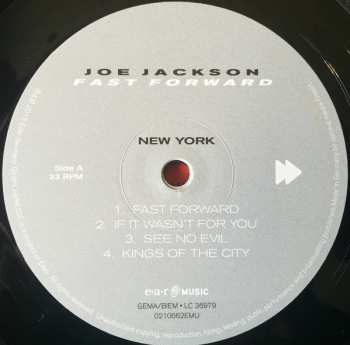 JOE JACKSON
FAST FORWARD
NEW YORK
Side A
33 RPM
1. FAST FORWARD
2. IF IT WASN'T FOR YOU
3. SEE NO EVIL
4. KINGS OF THE CITY
e·a·r MUSIC
GEMA/BIEM • LC 36979
0210662EMU